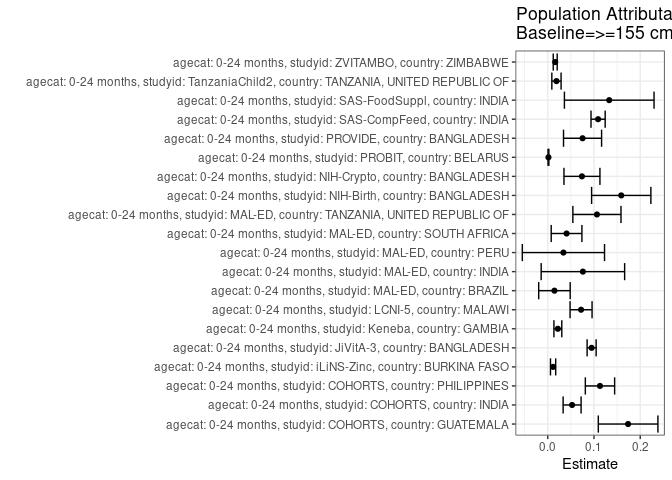 Population Attributa
Baseline=>=155 cm
agecat: 0-24 months, studyid: ZVITAMBO, country: ZIMBABWE
agecat: 0-24 months, studyid: TanzaniaChild2, country: TANZANIA, UNITED REPUBLIC OF
agecat: 0-24 months, studyid: SAS-FoodSuppl, country: INDIA
agecat: 0-24 months, studyid: SAS-CompFeed, country: INDIA
agecat: 0-24 months, studyid: PROVIDE, country: BANGLADESH
agecat: 0-24 months, studyid: PROBIT, country: BELARUS
agecat: 0-24 months, studyid: NIH-Crypto, country: BANGLADESH
agecat: 0-24 months, studyid: NIH-Birth, country: BANGLADESH
agecat: 0-24 months, studyid: MAL-ED, country: TANZANIA, UNITED REPUBLIC OF
agecat: 0-24 months, studyid: MAL-ED, country: SOUTH AFRICA
agecat: 0-24 months, studyid: MAL-ED, country: PERU
agecat: 0-24 months, studyid: MAL-ED, country: INDIA
agecat: 0-24 months, studyid: MAL-ED, country: BRAZIL
agecat: 0-24 months, studyid: LCNI-5, country: MALAWI
agecat: 0-24 months, studyid: Keneba, country: GAMBIA
agecat: 0-24 months, studyid: JiVitA-3, country: BANGLADESH
agecat: 0-24 months, studyid: iLiNS-Zinc, country: BURKINA FASO
agecat: 0-24 months, studyid: COHORTS, country: PHILIPPINES
agecat: 0-24 months, studyid: COHORTS, country: INDIA
agecat: 0-24 months, studyid: COHORTS, country: GUATEMALA
0.0 0.1 0.2
Estimate